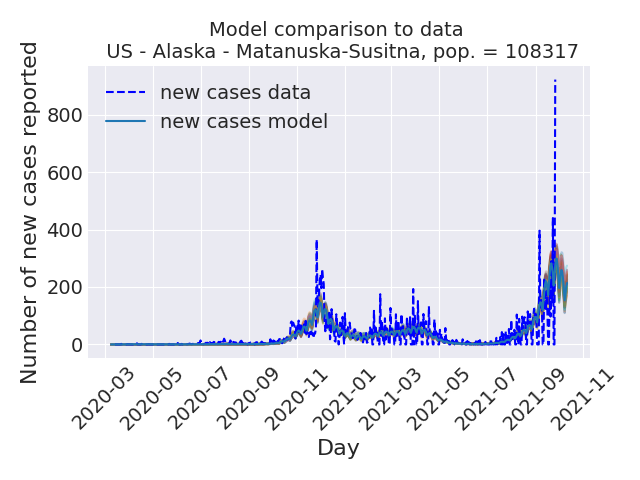 Model comparison to data
US - Alaska - Matanuska-Susitna, pop. = 108317
new cases data
new cases model
Number of new cases reported
800
600
400
200
0
2020-03
2020-05
2020-07
2020-09
2020-11
2021-01
2021-03
2021-05
2021-07
2021-09
2021-11
Day